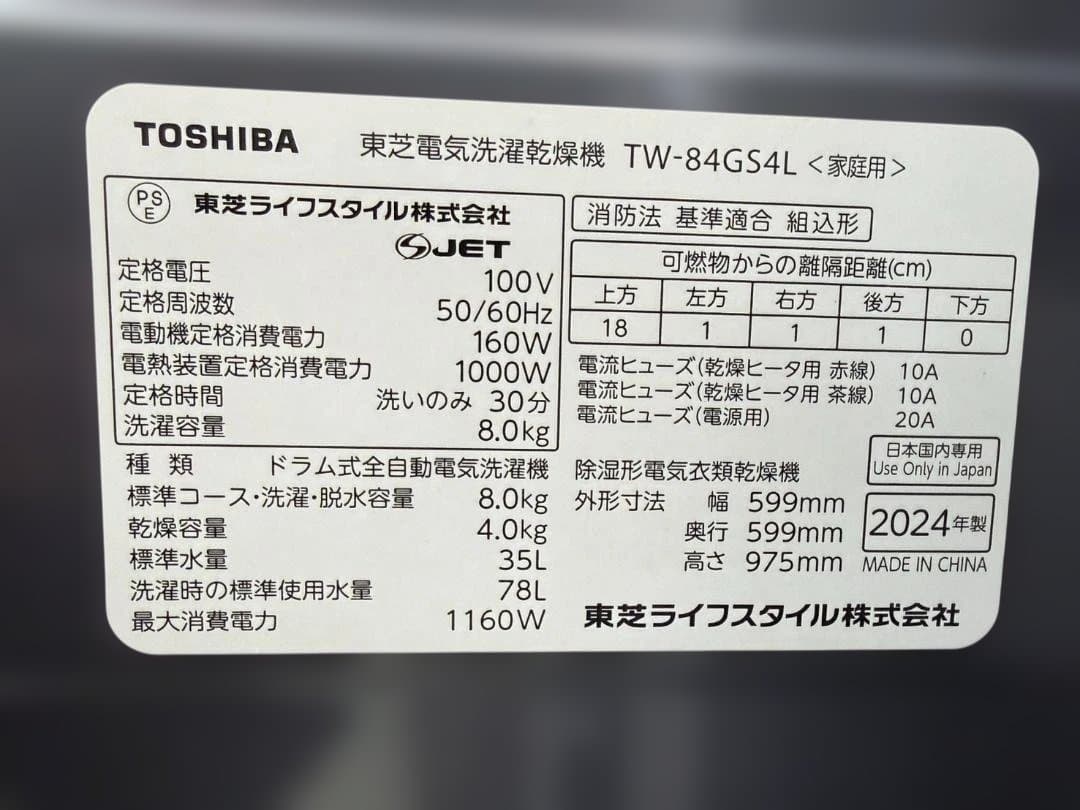 TOSHIBA 東芝電気洗濯乾燥機 TW-84GS4L <家庭用>
PSE 東芝ライフスタイル株式会社
JET
定格電圧 100V
定格周波数 50/60Hz
電動機定格消費電力 160W
電熱装置定格消費電力 1000W
定格時間 洗いのみ 30分
洗濯容量 8.0kg
種 類 ドラム式全自動電気洗濯機
標準コース・洗濯・脱水容量 8.0kg
乾燥容量 4.0kg
標準水量 35L
洗濯時の標準使用水量 78L
最大消費電力 1160W
消防法 基準適合 組込形
可燃物からの離隔距離(cm)
上方 左方 右方 後方 下方
18 1 1 1 0
電流ヒューズ(乾燥ヒータ用 赤線) 10A
電流ヒューズ(乾燥ヒータ用 茶線) 10A
電流ヒューズ(電源用) 20A
日本国内専用
Use Only in Japan
除湿形電気衣類乾燥機
外形寸法 幅 599mm
奥行 599mm
高さ 975mm
2024年製
MADE IN CHINA
東芝ライフスタイル株式会社